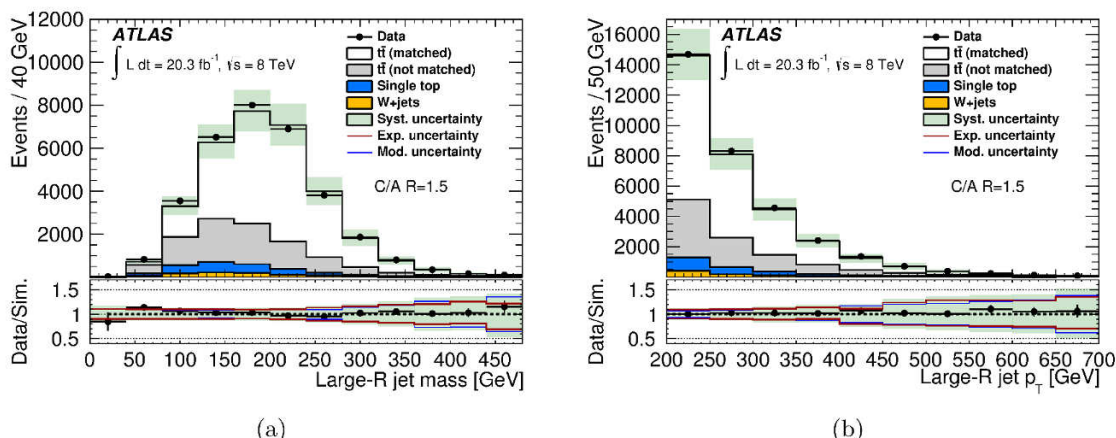 ATLAS
∫ L dt = 20.3 fb⁻¹, √s = 8 TeV
Data
tt̄ (matched)
tt̄ (not matched)
Single top
W+jets
Syst. uncertainty
Exp. uncertainty
Mod. uncertainty
C/A R=1.5
Events / 40 GeV
10000
8000
6000
4000
2000
Data/Sim.
1.5
1
0.5
0 50 100 150 200 250 300 350 400 450
Large-R jet mass [GeV]
(a)
ATLAS
∫ L dt = 20.3 fb⁻¹, √s = 8 TeV
Data
tt̄ (matched)
tt̄ (not matched)
Single top
W+jets
Syst. uncertainty
Exp. uncertainty
Mod. uncertainty
C/A R=1.5
Events / 50 GeV
16000
14000
12000
10000
8000
6000
4000
2000
Data/Sim.
1.5
1
0.5
200 250 300 350 400 450 500 550 600 650 700
Large-R jet p_T [GeV]
(b)